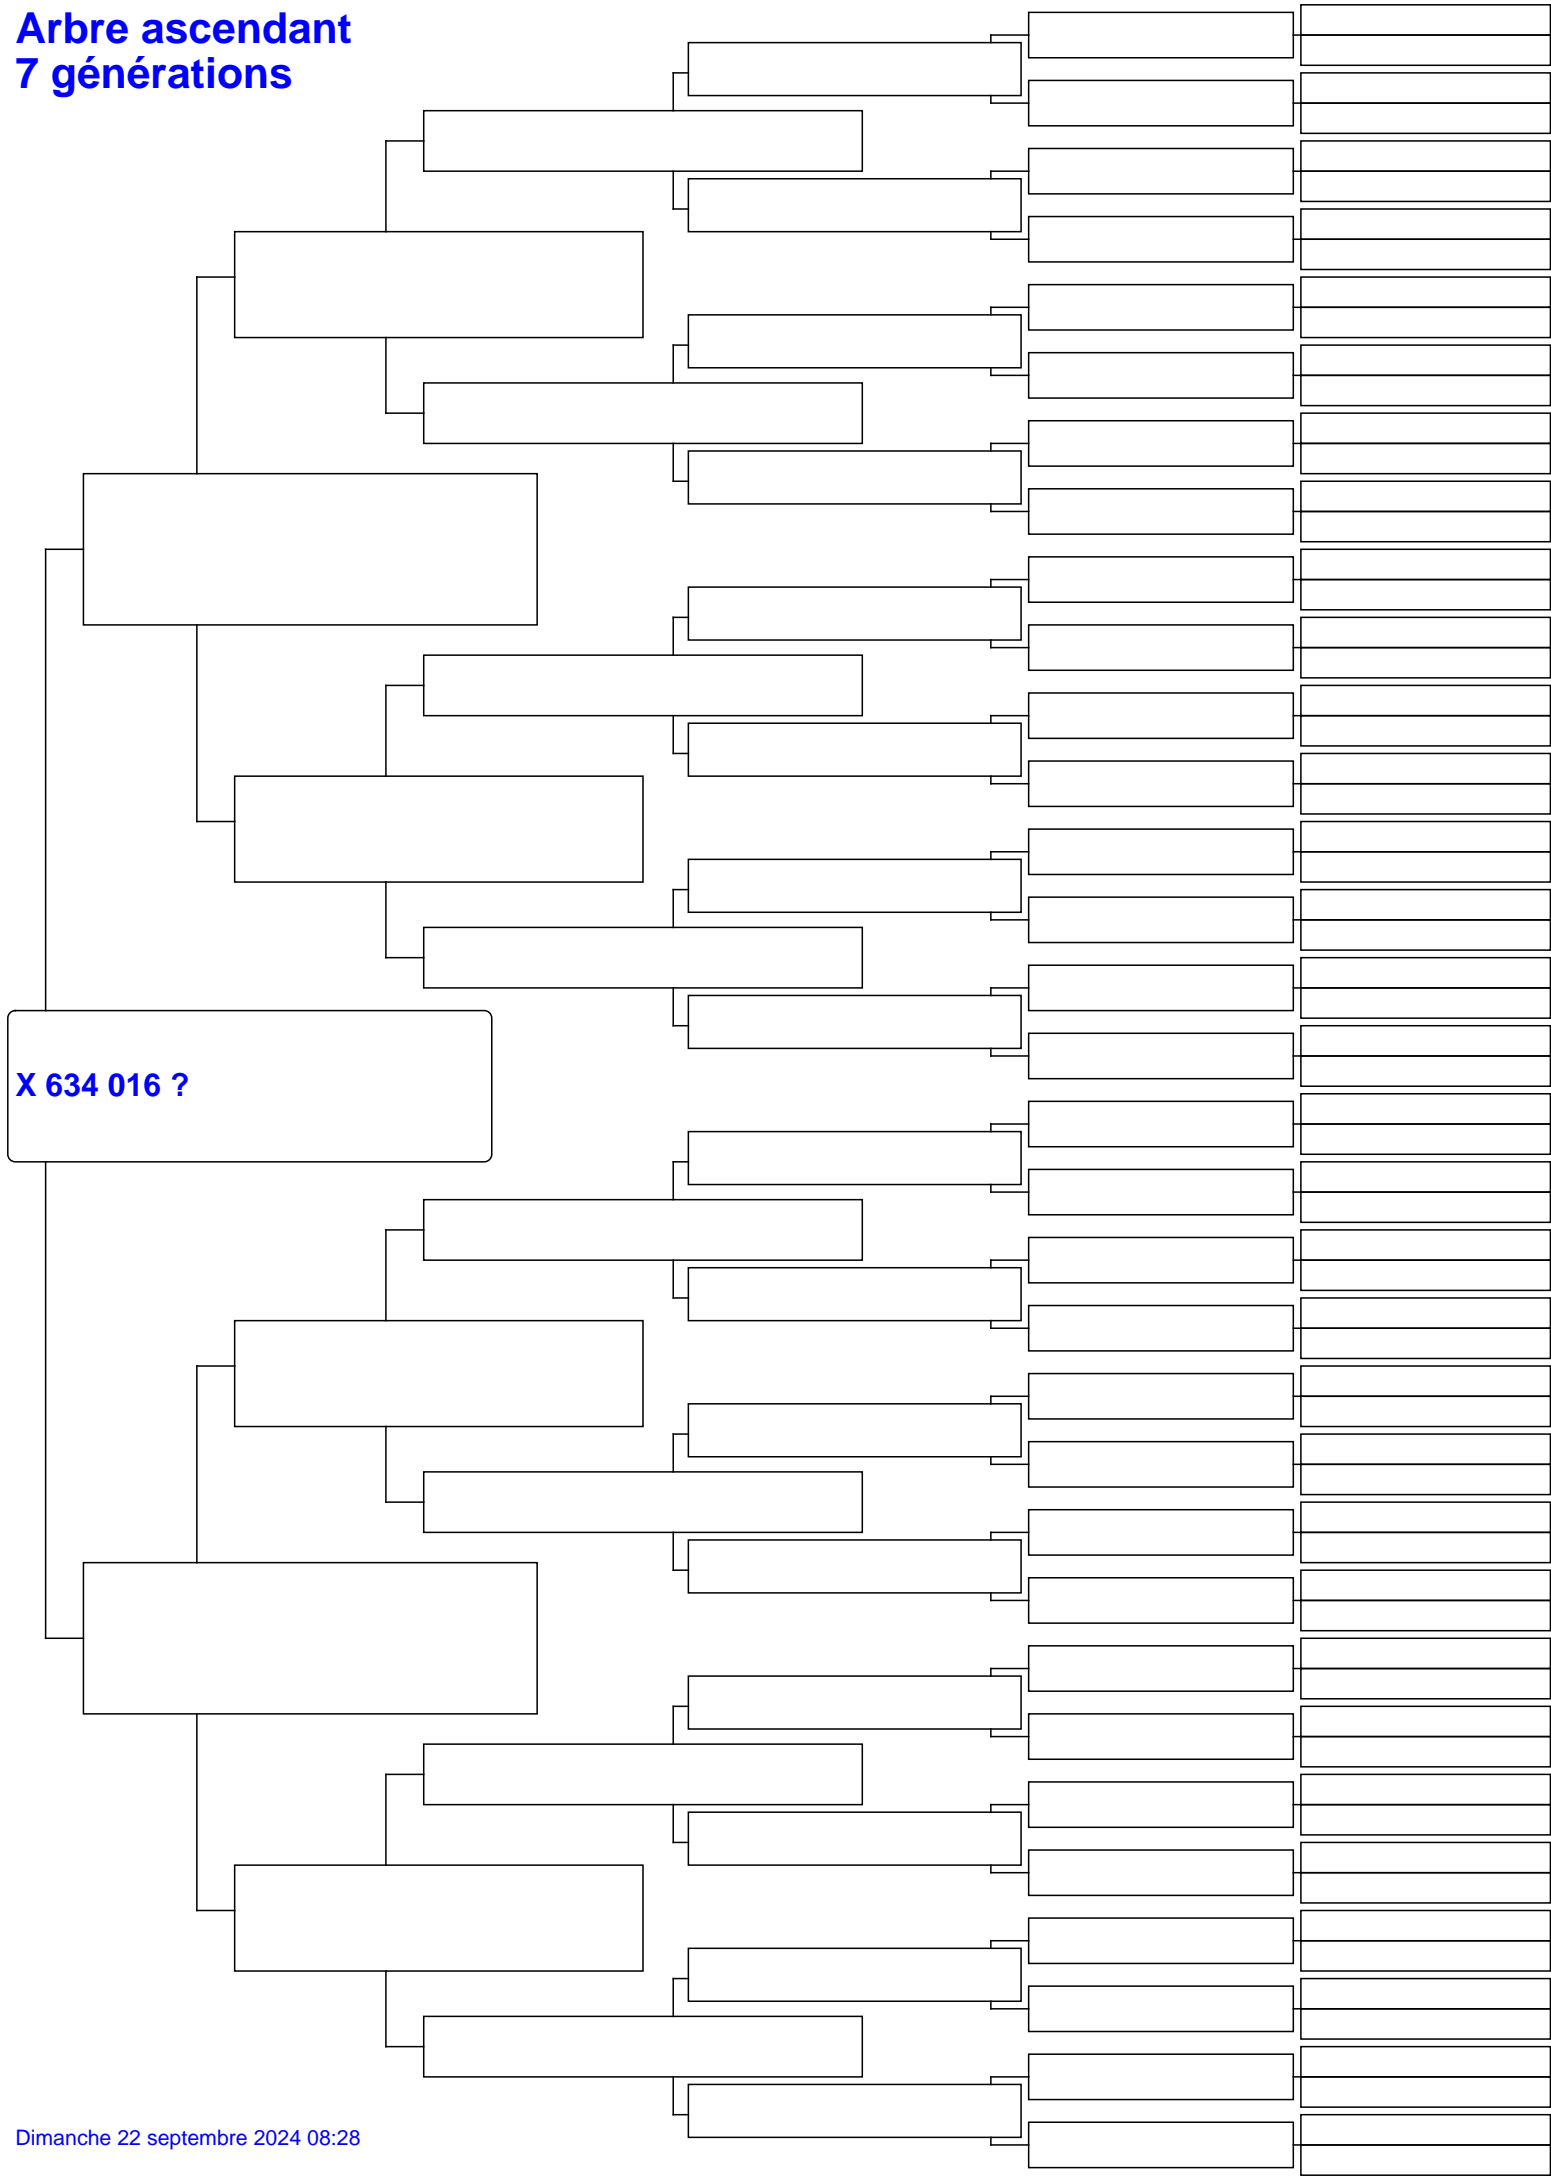 Arbre ascendant
7 générations
X 634 016 ?
Dimanche 22 septembre 2024 08:28